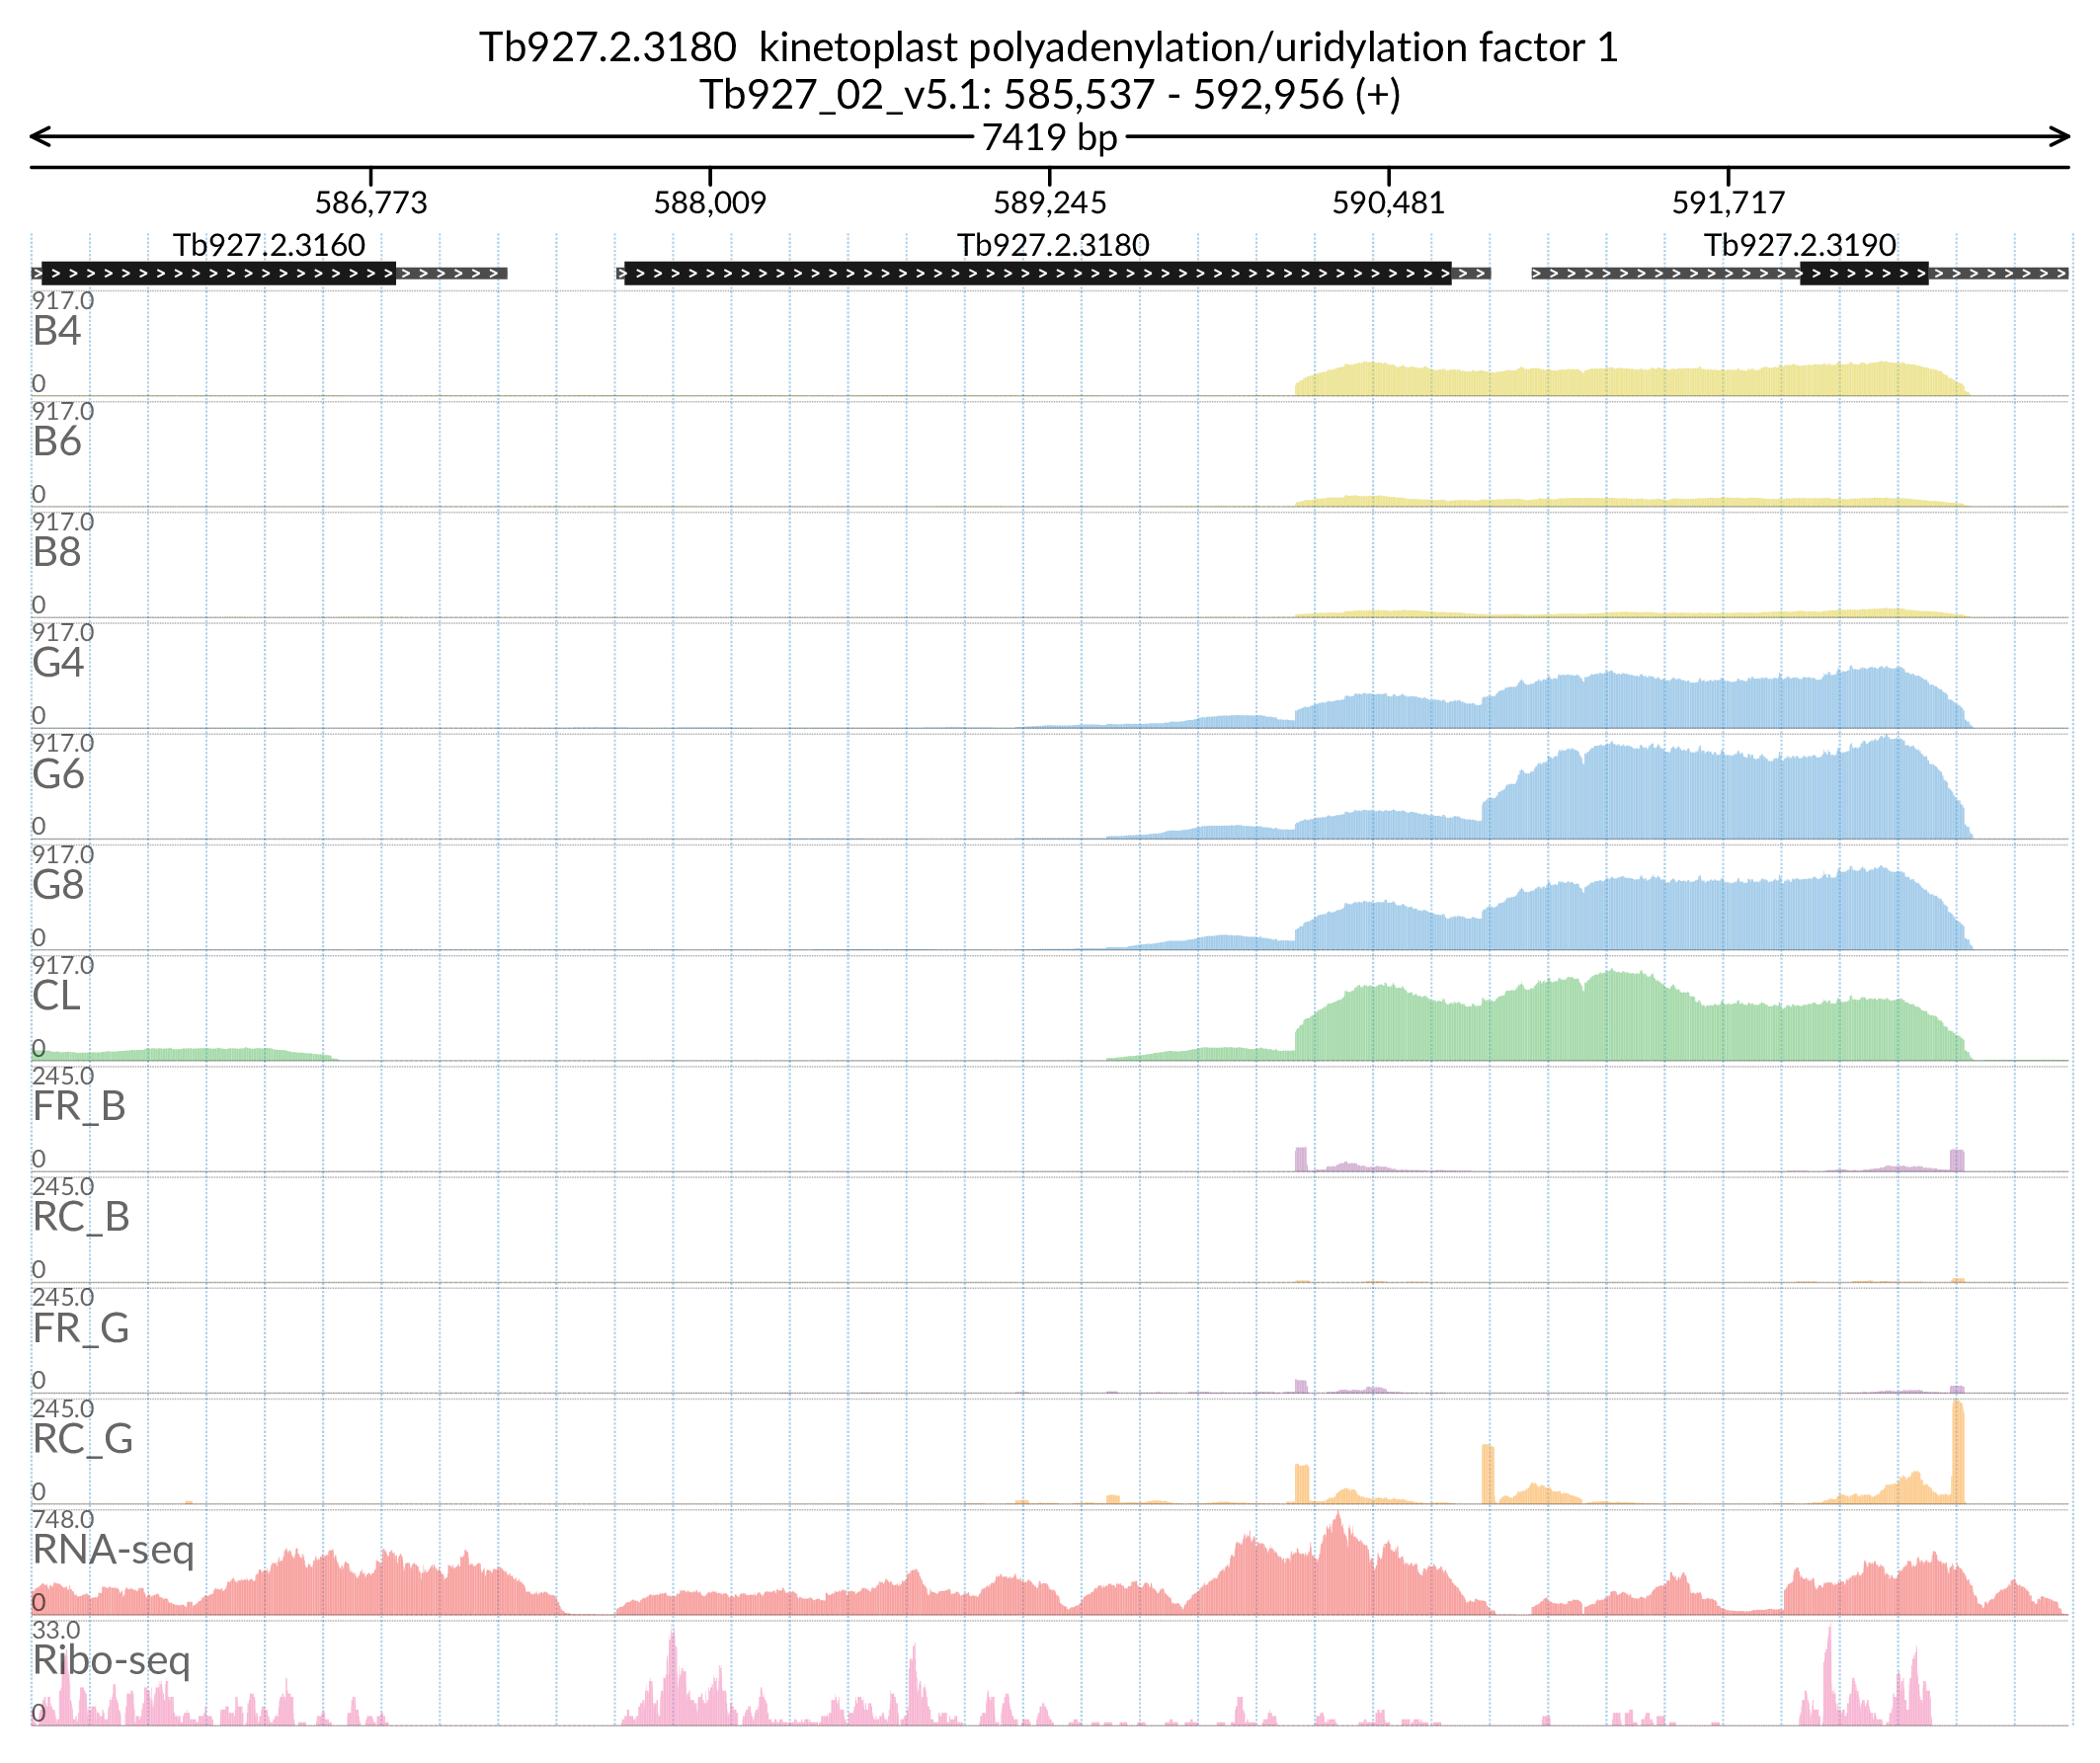 Tb927.2.3180 kinetoplast polyadenylation/uridylation factor 1
Tb927_02_v5.1: 585,537 - 592,956 (+)
7419 bp
586,773 588,009 589,245 590,481 591,717
Tb927.2.3160 Tb927.2.3180 Tb927.2.3190
917.0
B4
0
917.0
B6
0
917.0
B8
0
917.0
G4
0
917.0
G6
0
917.0
G8
0
917.0
CL
0
245.0
FR_B
0
245.0
RC_B
0
245.0
FR_G
0
245.0
RC_G
0
748.0
RNA-seq
0
33.0
Ribo-seq
0